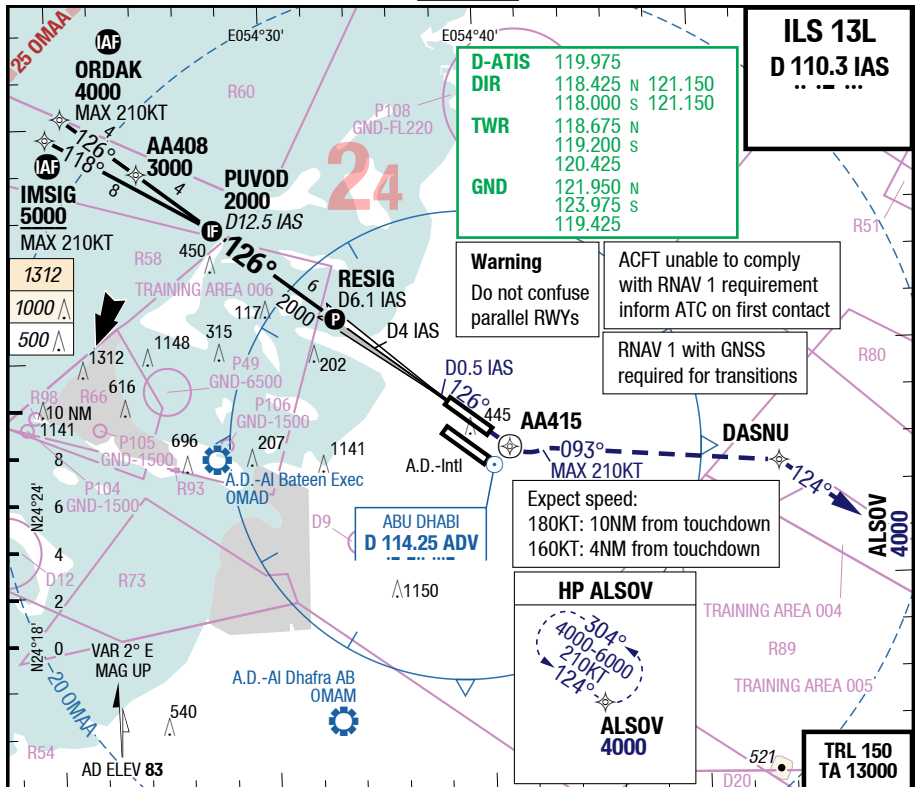 25 OMAA
IAF
ORDAK
4000
MAX 210KT
E054°30'
E054°40'
ILS 13L
D 110.3 IAS
D-ATIS 119.975
DIR 118.425 N 121.150
118.000 S 121.150
TWR 118.675 N
119.200 S
120.425
GND 121.950 N
123.975 S
119.425
R60
P108
GND-FL220
24
4
126°
118°
8
4
AA408
3000
IAF
IMSIG
5000
MAX 210KT
PUVOD
2000
D12.5 IAS
IF
R51
450
126°
R58
TRAINING AREA 006
6
2000
RESIG
D6.1 IAS
P
D4 IAS
Warning
Do not confuse
parallel RWYs
ACFT unable to comply
with RNAV 1 requirement
inform ATC on first contact
RNAV 1 with GNSS
required for transitions
R80
1312
1000
500
117
315
1148
1312
202
P49
GND-6500
616
R98
R66
10 NM
1141
P106
GND-1500
P105
GND-1500
696
207
1141
D0.5 IAS
126°
445
AA415
093°
MAX 210KT
DASNU
124°
ALSOV
4000
A.D.-Intl
A.D.-Al Bateen Exec
OMAD
8
P104
GND-1500
R93
N24°24'
6
4
2
0
N24°18'
D9
D12
R73
ABU DHABI
D 114.25 ADV
Expect speed:
180KT: 10NM from touchdown
160KT: 4NM from touchdown
1150
HP ALSOV
304°
4000-6000
210KT
124°
ALSOV
4000
TRAINING AREA 004
R89
TRAINING AREA 005
VAR 2° E
MAG UP
20 OMAA
A.D.-Al Dhafra AB
OMAM
540
R54
AD ELEV 83
521
D20
TRL 150
TA 13000